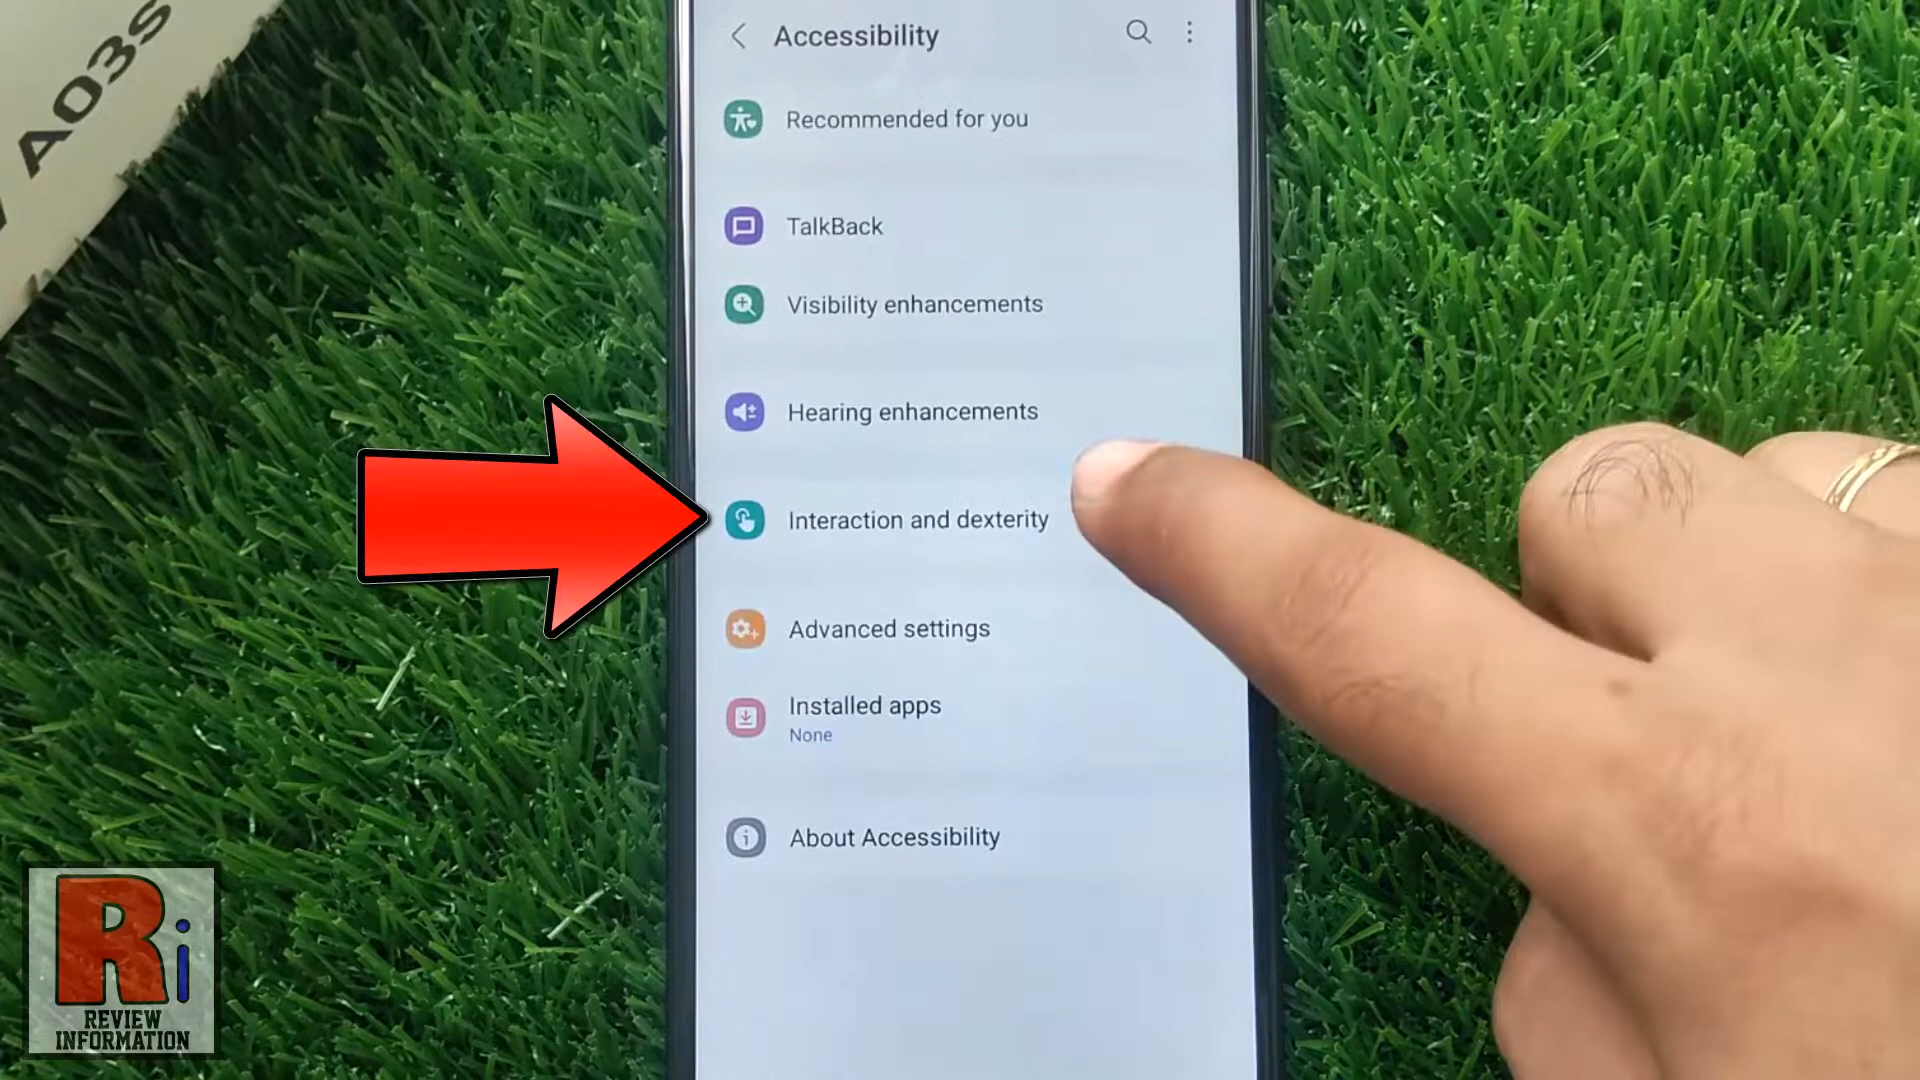 A03s
Accessibility
Recommended for you
TalkBack
Visibility enhancements
Hearing enhancements
Interaction and dexterity
Advanced settings
Installed apps
None
About Accessibility
Ri
REVIEW
INFORMATION